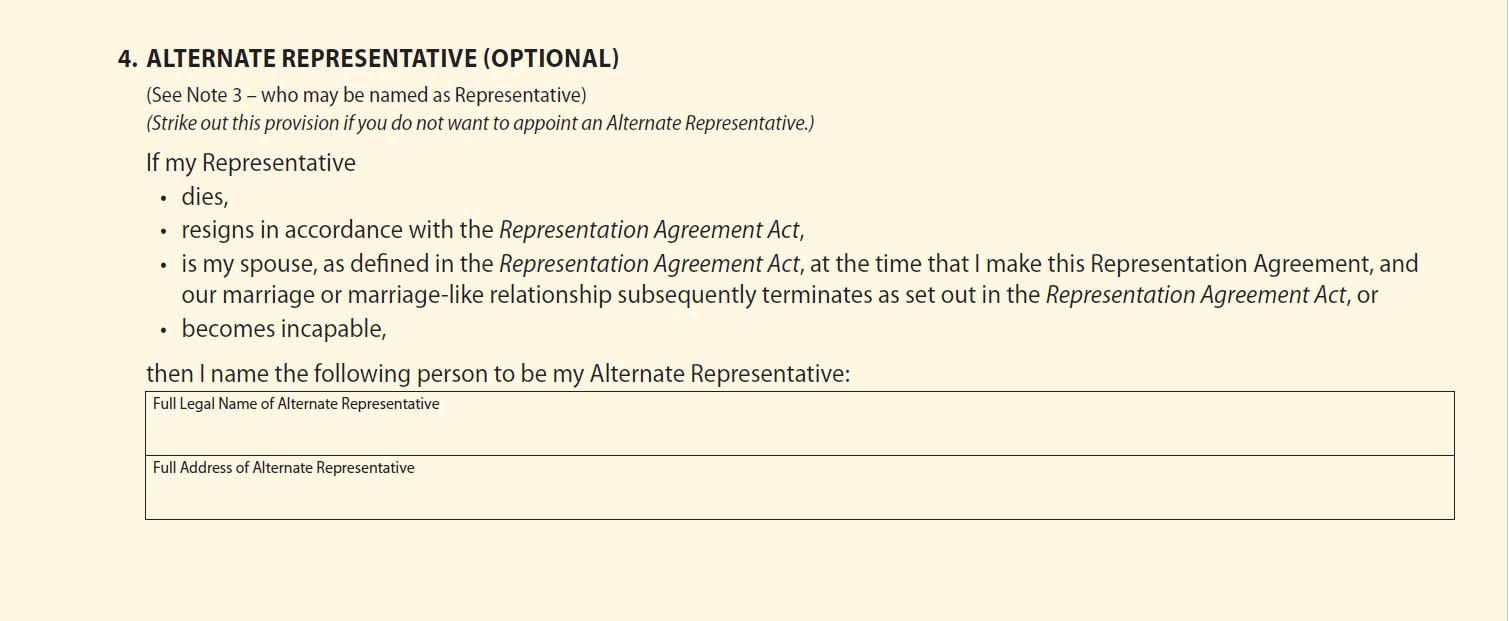 4. ALTERNATE REPRESENTATIVE (OPTIONAL)
(See Note 3 – who may be named as Representative)
(Strike out this provision if you do not want to appoint an Alternate Representative.)
If my Representative
• dies,
• resigns in accordance with the Representation Agreement Act,
• is my spouse, as defined in the Representation Agreement Act, at the time that I make this Representation Agreement, and
our marriage or marriage-like relationship subsequently terminates as set out in the Representation Agreement Act, or
• becomes incapable,
then I name the following person to be my Alternate Representative:
Full Legal Name of Alternate Representative
Full Address of Alternate Representative